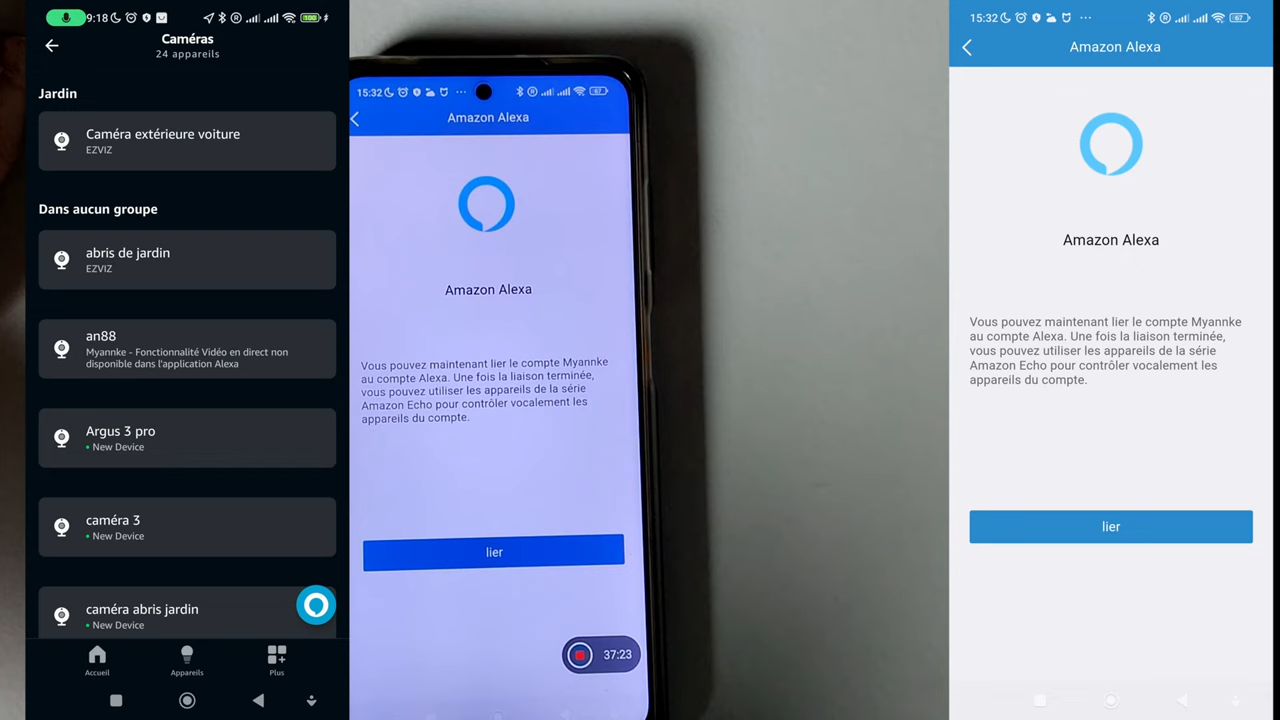 9:18
100
Caméras
24 appareils
Jardin
Caméra extérieure voiture
EZVIZ
Dans aucun groupe
abris de jardin
EZVIZ
an88
Myannke - Fonctionnalité Vidéo en direct non
disponible dans l'application Alexa
Argus 3 pro
New Device
caméra 3
New Device
caméra abris jardin
New Device
Accueil
Appareils
Plus
15:32
67
Amazon Alexa
Amazon Alexa
Vous pouvez maintenant lier le compte Myannke
au compte Alexa. Une fois la liaison terminée,
vous pouvez utiliser les appareils de la série
Amazon Echo pour contrôler vocalement les
appareils du compte.
lier
37:23
15:32
67
Amazon Alexa
Amazon Alexa
Vous pouvez maintenant lier le compte Myannke
au compte Alexa. Une fois la liaison terminée,
vous pouvez utiliser les appareils de la série
Amazon Echo pour contrôler vocalement les
appareils du compte.
lier